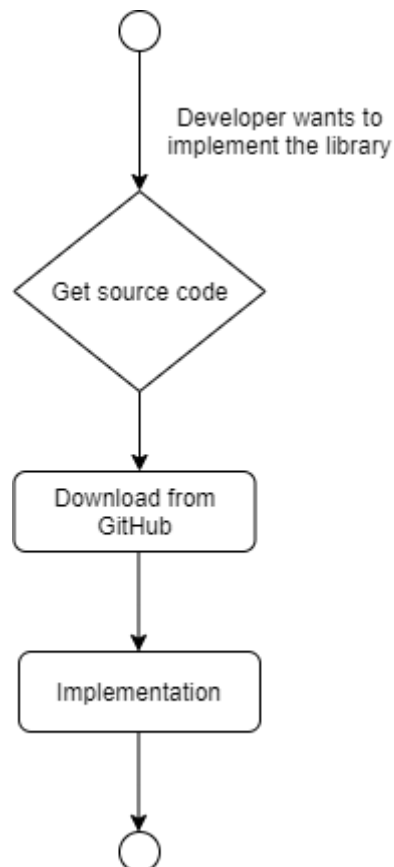 Developer wants to
implement the library
Get source code
Download from
GitHub
Implementation